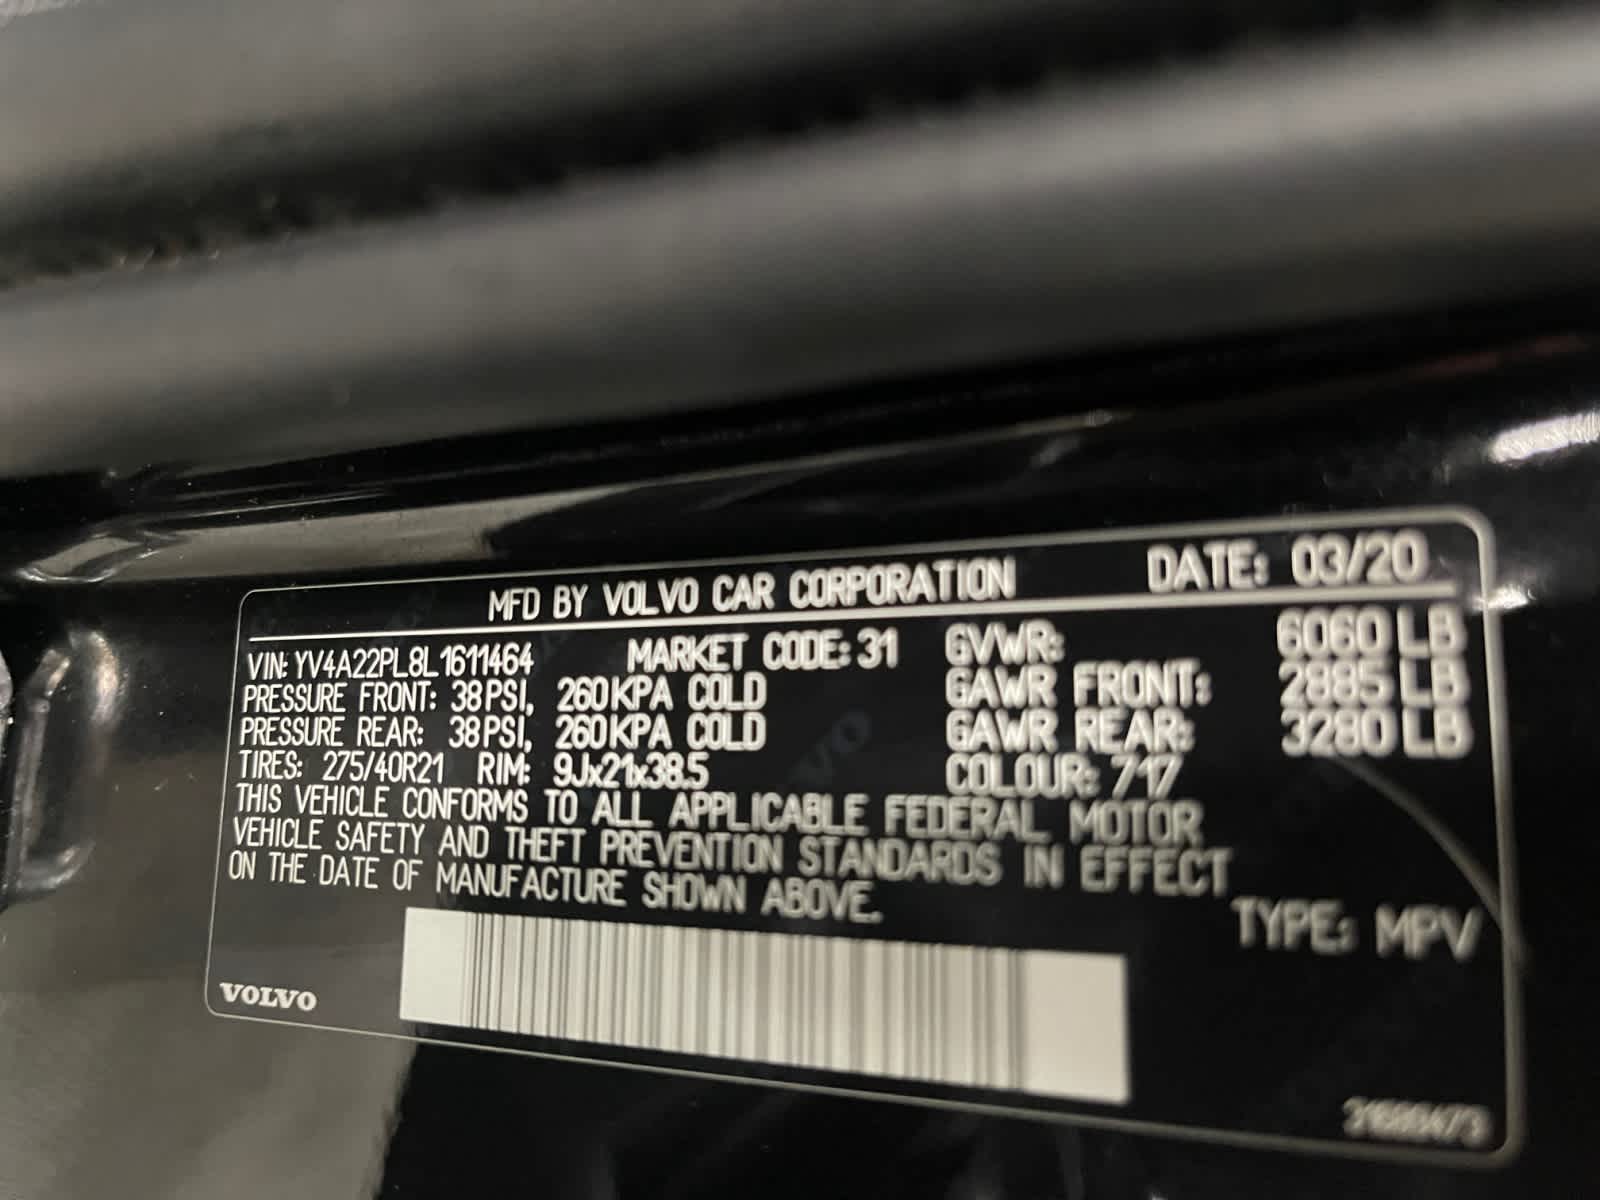 MFD BY VOLVO CAR CORPORATION DATE: 03/20
VIN: YV4A22PL8L1611464 MARKET CODE: 31 GVWR: 6060 LB
PRESSURE FRONT: 38 PSI, 260 KPA COLD GAWR FRONT: 2885 LB
PRESSURE REAR: 38 PSI, 260 KPA COLD GAWR REAR: 3280 LB
TIRES: 275/40R21 RIM: 9Jx21x38.5 COLOUR: 717
THIS VEHICLE CONFORMS TO ALL APPLICABLE FEDERAL MOTOR
VEHICLE SAFETY AND THEFT PREVENTION STANDARDS IN EFFECT
ON THE DATE OF MANUFACTURE SHOWN ABOVE.
TYPE: MPV
VOLVO